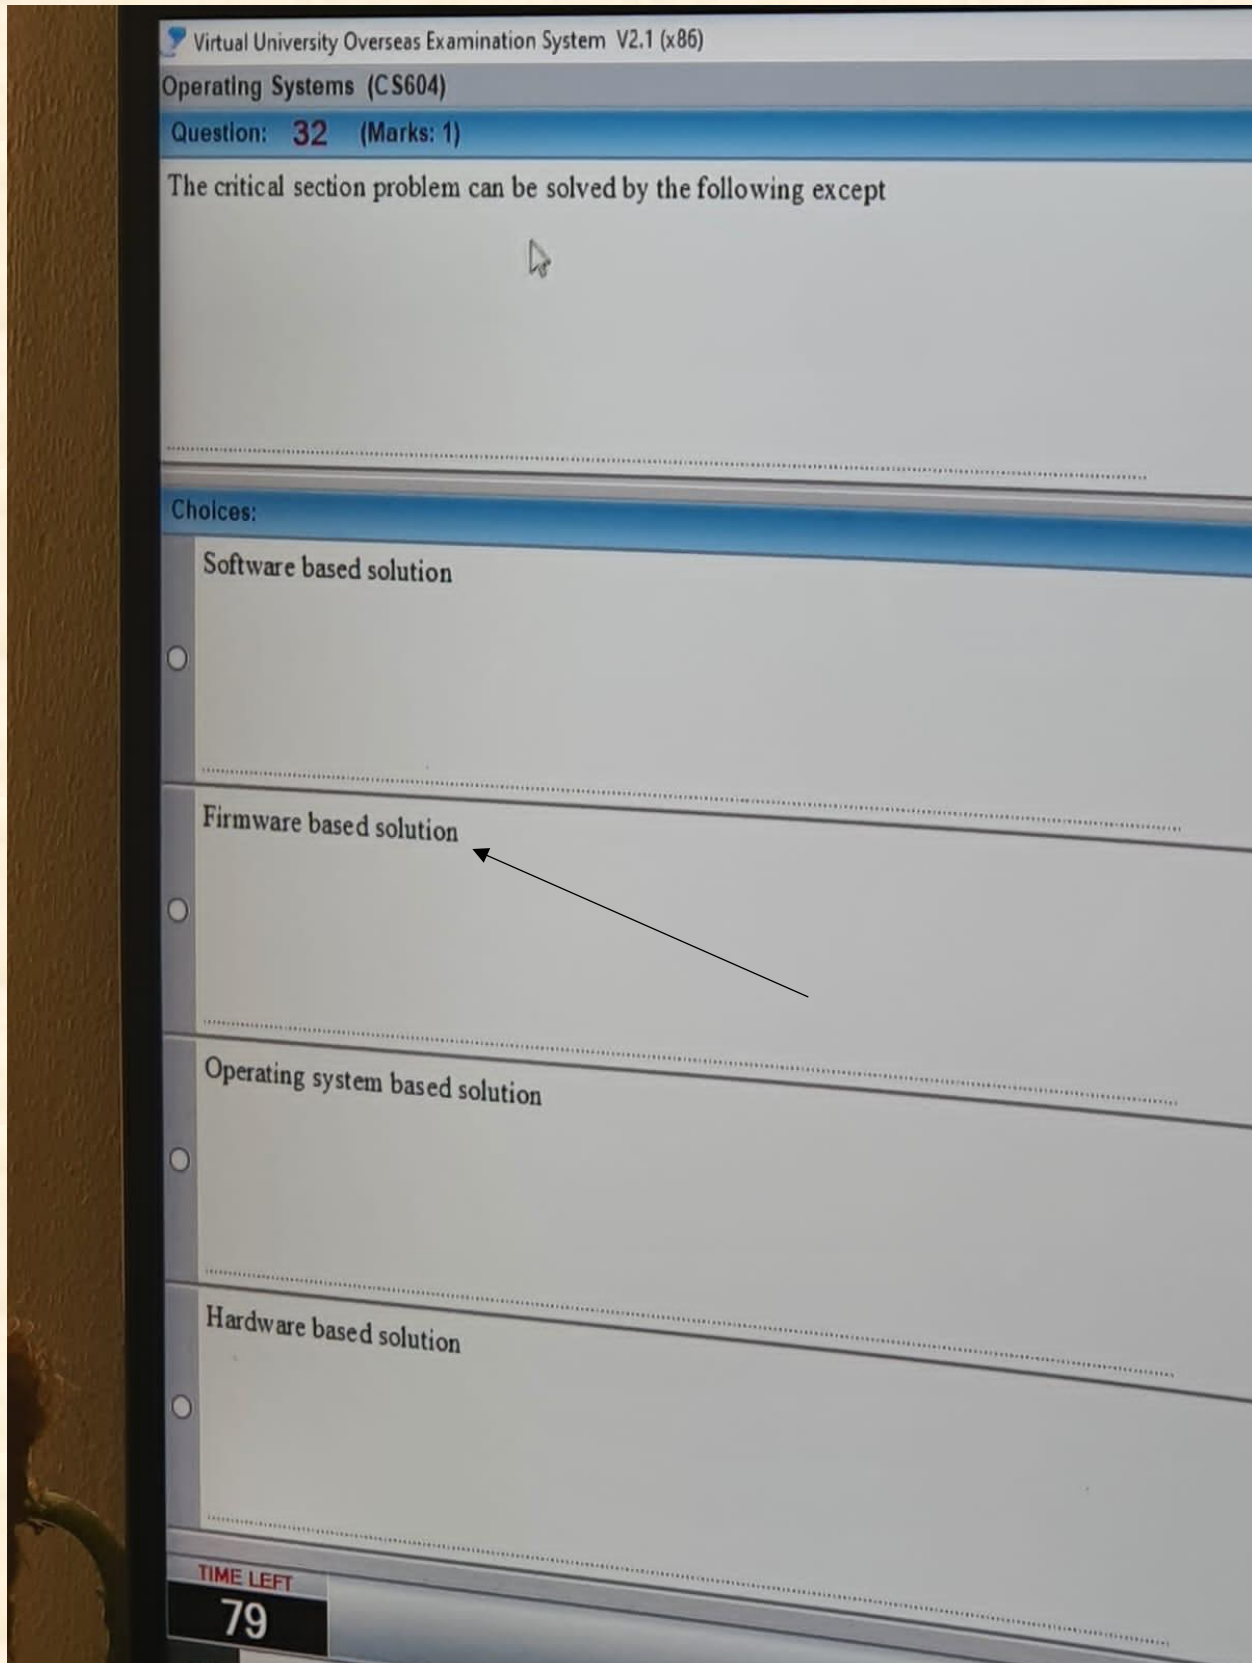 Virtual University Overseas Examination System V2.1 (x86)
Operating Systems (CS604)
Question: 32 (Marks: 1)
The critical section problem can be solved by the following except
Choices:
Software based solution
Firmware based solution
Operating system based solution
Hardware based solution
TIME LEFT
79